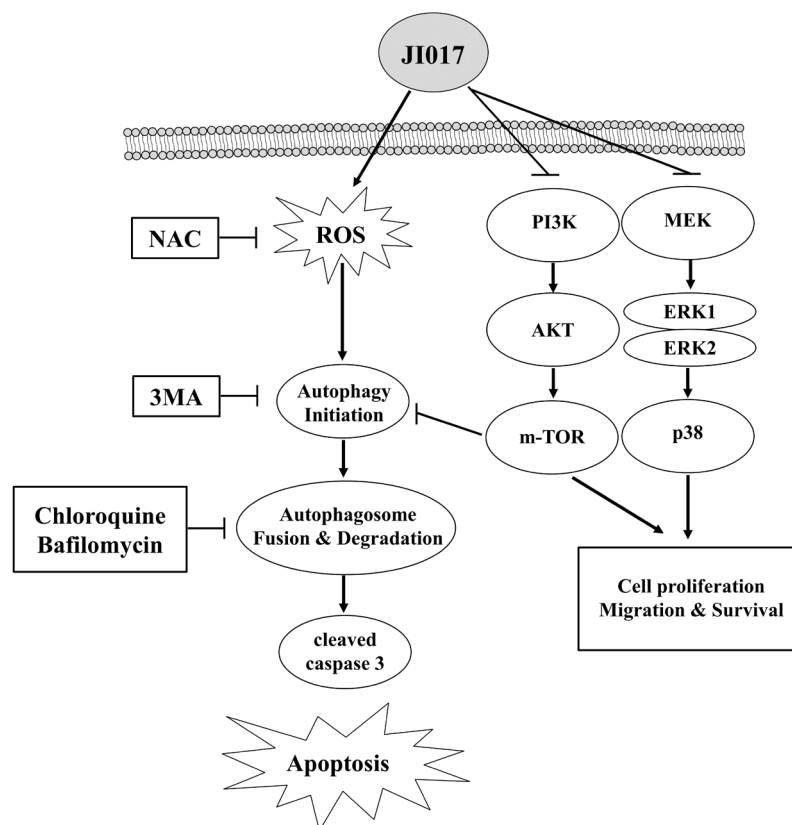 JI017
NAC
ROS
PI3K
MEK
ERK1
ERK2
AKT
3MA
Autophagy
Initiation
m-TOR
p38
Chloroquine
Bafilomycin
Autophagosome
Fusion & Degradation
Cell proliferation
Migration & Survival
cleaved
caspase 3
Apoptosis